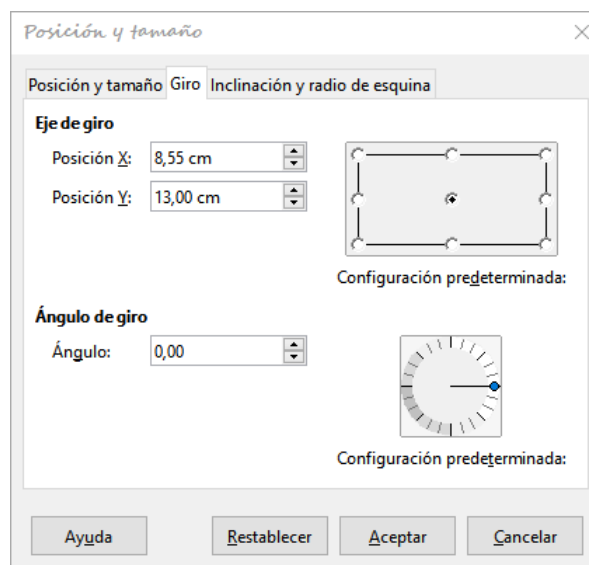 Posición y tamaño
Posición y tamaño Giro Inclinación y radio de esquina
Eje de giro
Posición X: 8,55 cm
Posición Y: 13,00 cm
Configuración predeterminada:
Ángulo de giro
Ángulo: 0,00
Configuración predeterminada:
Ayuda Restablecer Aceptar Cancelar